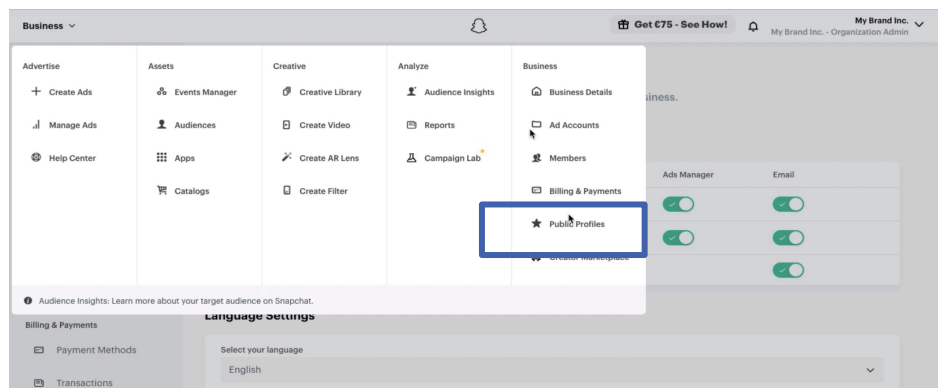 Business
Get €75 - See How!
My Brand Inc.
My Brand Inc. - Organization Admin
Advertise
Create Ads
Manage Ads
Help Center
Assets
Events Manager
Audiences
Apps
Catalogs
Creative
Creative Library
Create Video
Create AR Lens
Create Filter
Analyze
Audience Insights
Reports
Campaign Lab
Business
Business Details
Ad Accounts
Members
Billing & Payments
Public Profiles
Creator Marketplace
siness.
Ads Manager
Email
Audience Insights: Learn more about your target audience on Snapchat.
Billing & Payments
Payment Methods
Transactions
Language Settings
Select your language
English